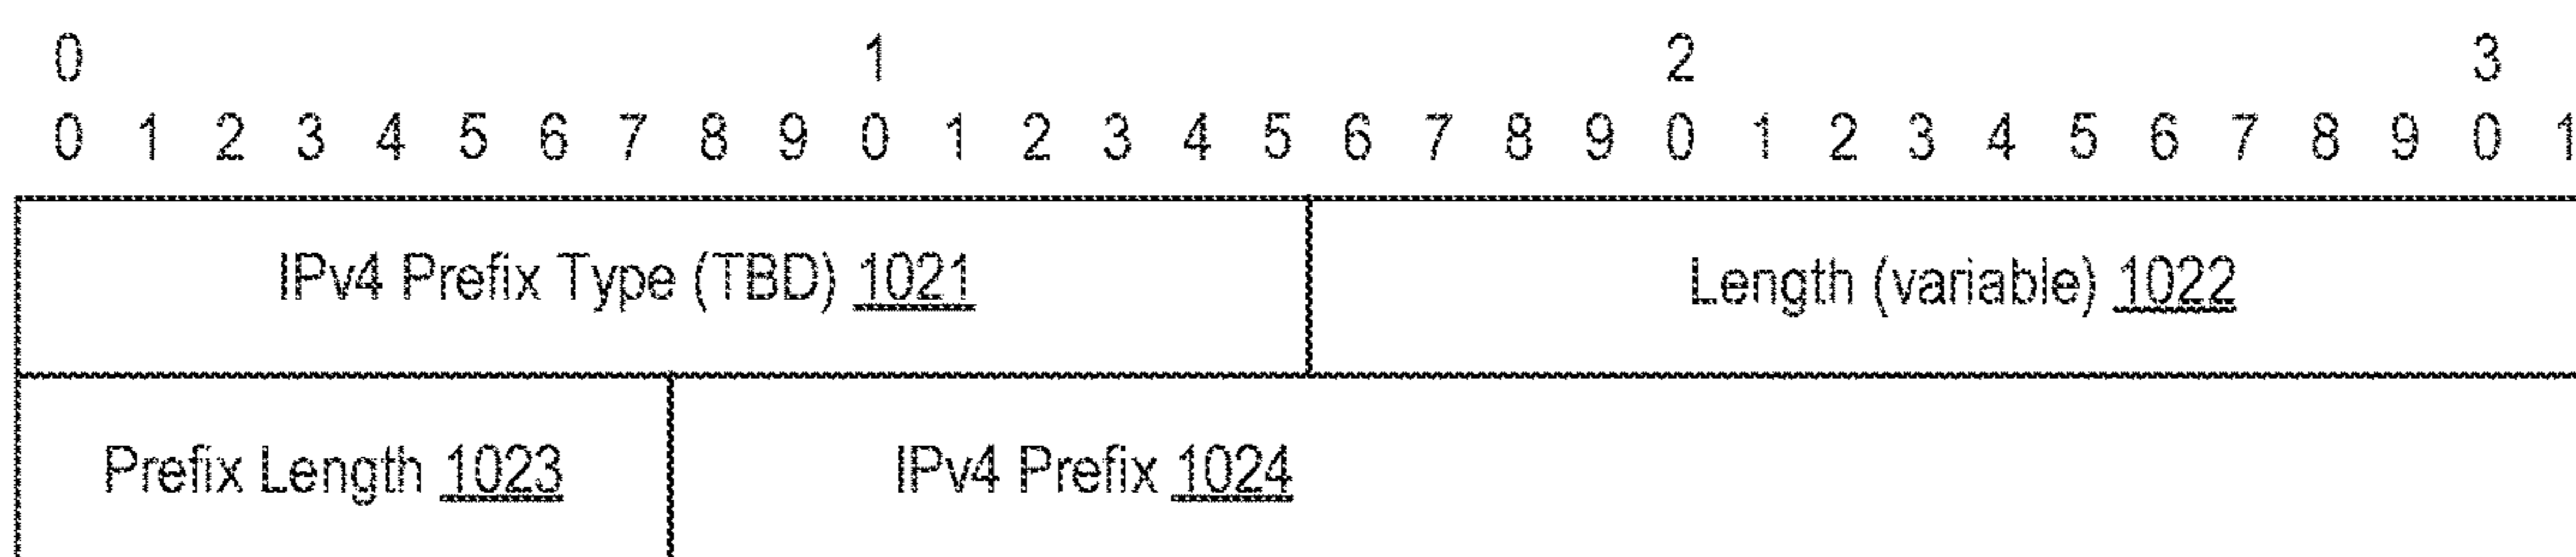 0 1 2 3
0 1 2 3 4 5 6 7 8 9 0 1 2 3 4 5 6 7 8 9 0 1 2 3 4 5 6 7 8 9 0 1
IPv4 Prefix Type (TBD) 1021 Length (variable) 1022
Prefix Length 1023 IPv4 Prefix 1024